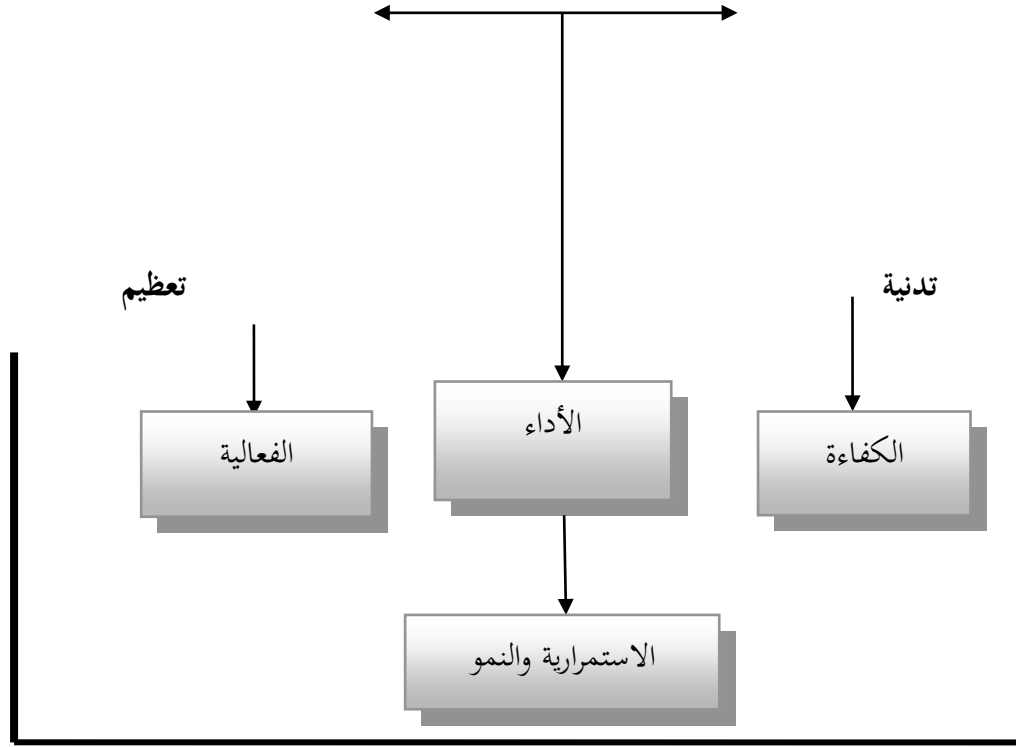 تدنية
تعظيم
الأداء
الكفاءة
الفعالية
الاستمرارية والنمو